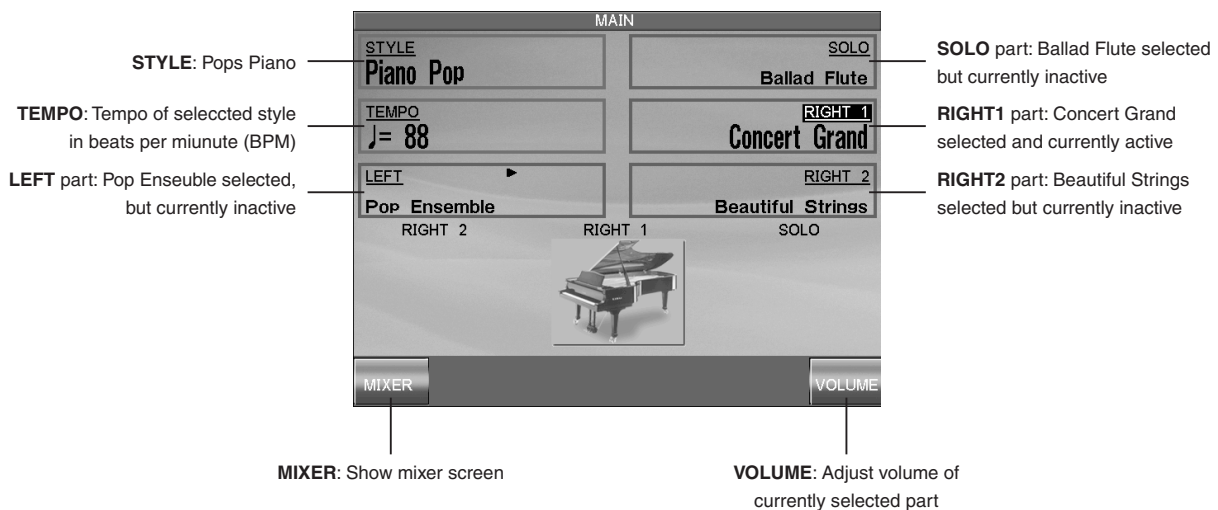 MAIN
STYLE
Piano Pop
SOLO
Ballad Flute
TEMPO
♩= 88
RIGHT 1
Concert Grand
LEFT
Pop Ensemble
RIGHT 2
Beautiful Strings
RIGHT 2
RIGHT 1
SOLO
MIXER
VOLUME
STYLE: Pops Piano
TEMPO: Tempo of seleccted style
in beats per miunute (BPM)
LEFT part: Pop Enseuble selected,
but currently inactive
SOLO part: Ballad Flute selected
but currently inactive
RIGHT1 part: Concert Grand
selected and currently active
RIGHT2 part: Beautiful Strings
selected but currently inactive
MIXER: Show mixer screen
VOLUME: Adjust volume of
currently selected part